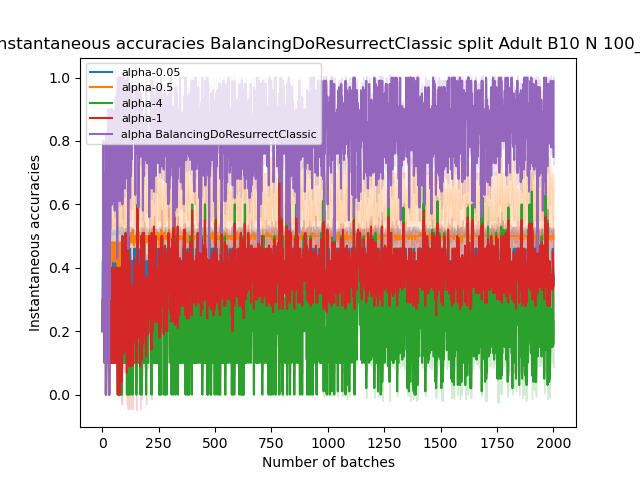 nstantaneous accuracies BalancingDoResurrectClassic split Adult B10 N 100_
alpha-0.05
alpha-0.5
alpha-4
alpha-1
alpha BalancingDoResurrectClassic
1.0
0.8
0.6
0.4
0.2
0.0
Instantaneous accuracies
0 250 500 750 1000 1250 1500 1750 2000
Number of batches